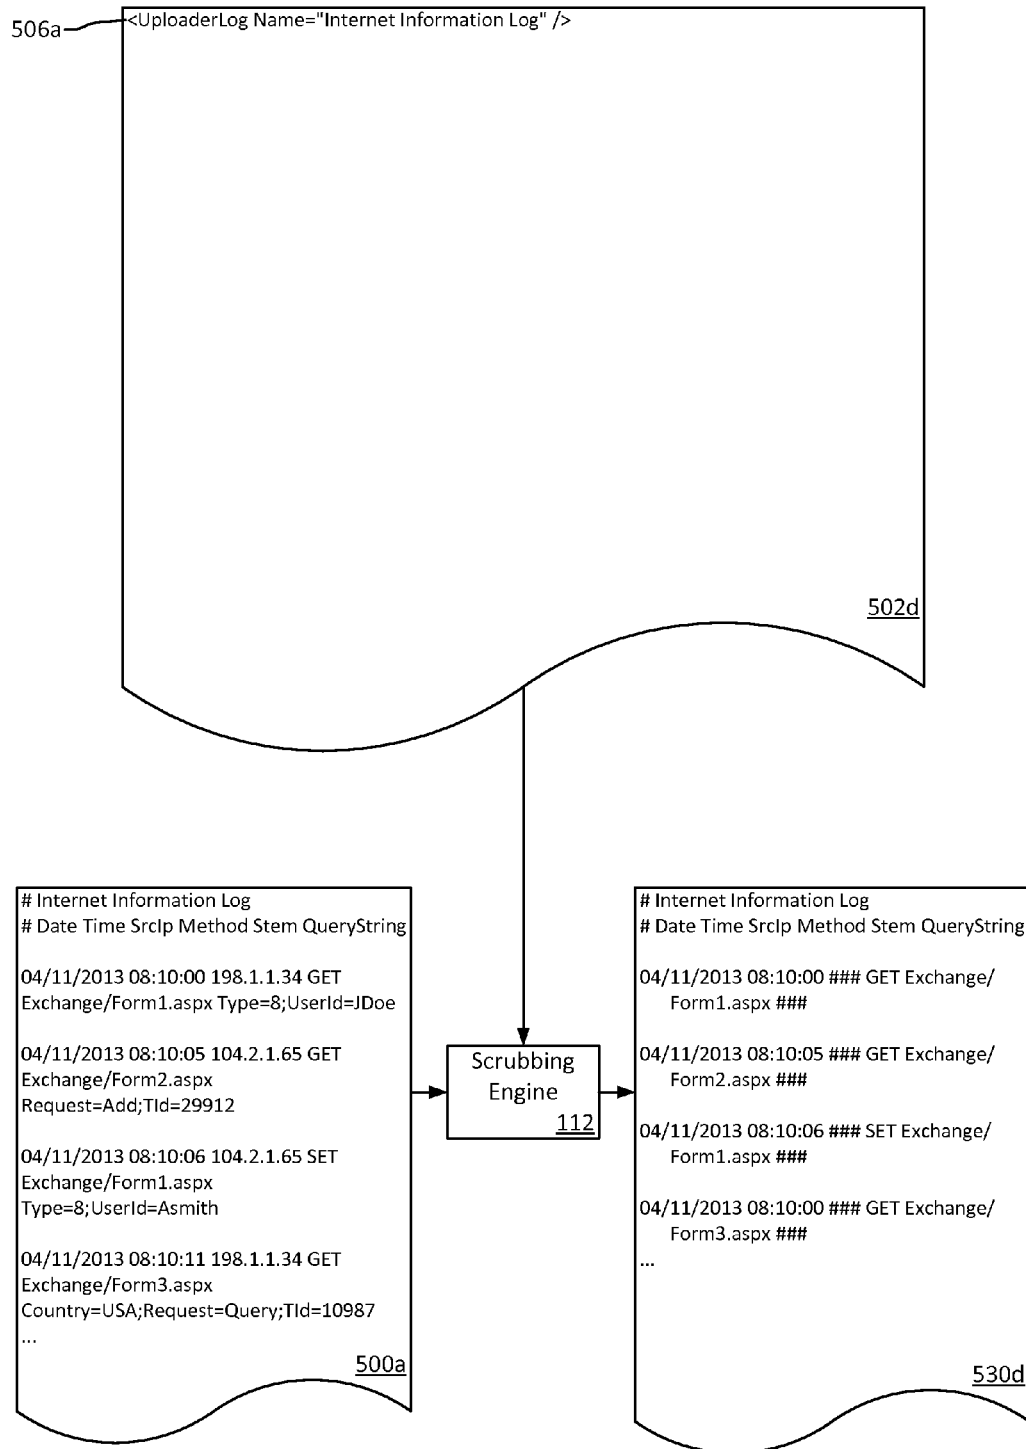 506a
<UploaderLog Name="Internet Information Log" />
502d
# Internet Information Log
# Date Time SrcIp Method Stem QueryString
04/11/2013 08:10:00 198.1.1.34 GET
Exchange/Form1.aspx Type=8;UserId=JDoe
04/11/2013 08:10:05 104.2.1.65 GET
Exchange/Form2.aspx
Request=Add;TId=29912
04/11/2013 08:10:06 104.2.1.65 SET
Exchange/Form1.aspx
Type=8;UserId=Asmith
04/11/2013 08:10:11 198.1.1.34 GET
Exchange/Form3.aspx
Country=USA;Request=Query;TId=10987
...
500a
Scrubbing
Engine
112
# Internet Information Log
# Date Time SrcIp Method Stem QueryString
04/11/2013 08:10:00 ### GET Exchange/
Form1.aspx ###
04/11/2013 08:10:05 ### GET Exchange/
Form2.aspx ###
04/11/2013 08:10:06 ### SET Exchange/
Form1.aspx ###
04/11/2013 08:10:00 ### GET Exchange/
Form3.aspx ###
...
530d